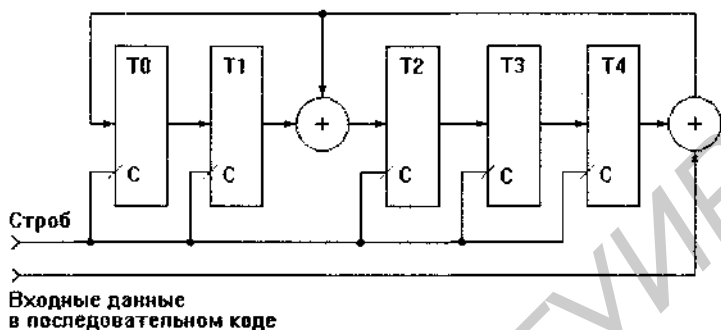 T0
T1
T2
T3
T4
+
+
C
C
C
C
C
Строб
Входные данные
в последовательном коде